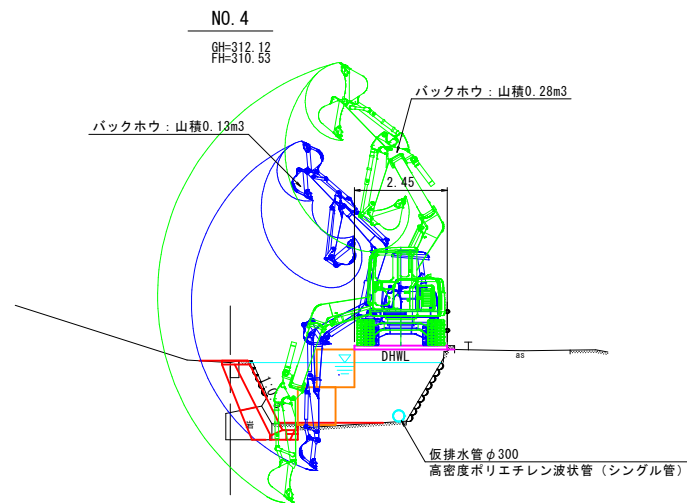 NO. 4
GH=312. 12
FH=310. 53
バックホウ：山積0.28m3
バックホウ：山積0.13m3
2. 45
DHWL
as
仮排水管φ300
高密度ポリエチレン波状管（シングル管）